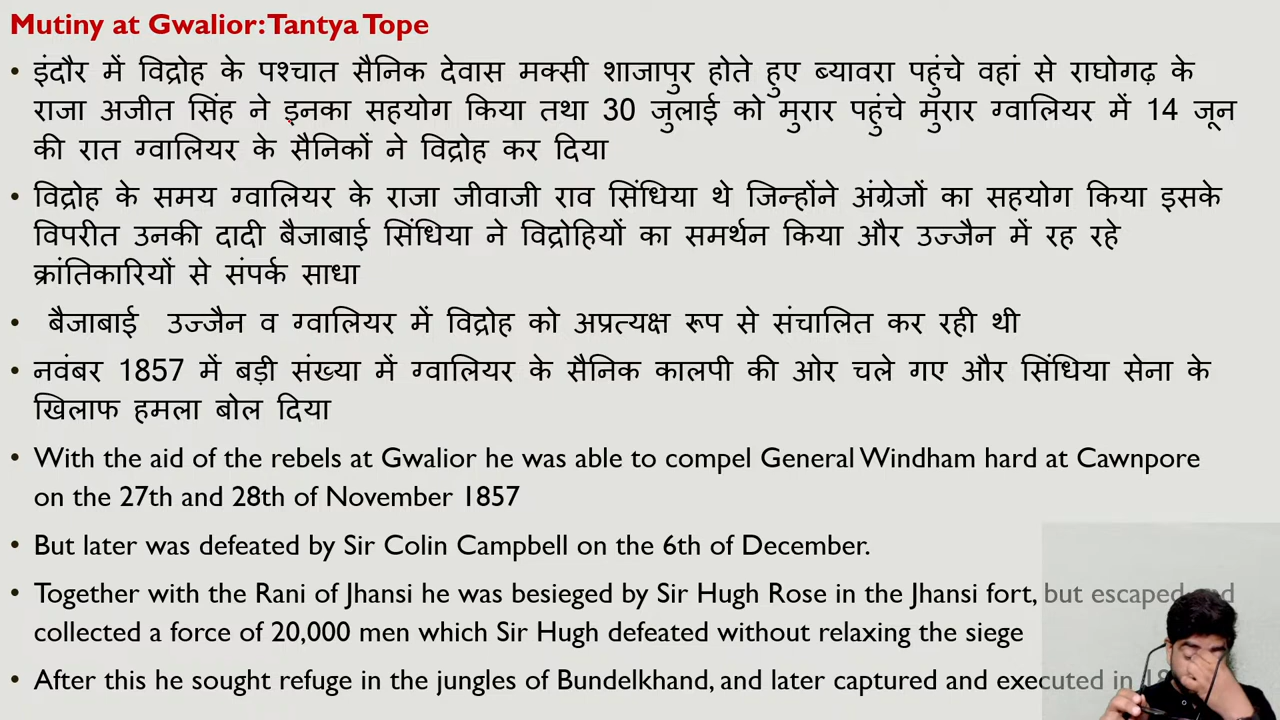 Mutiny at Gwalior: Tantya Tope
• इंदौर में विद्रोह के पश्चात सैनिक देवास मक्सी शाजापुर होते हुए ब्यावरा पहुंचे वहां से राघोगढ़ के
राजा अजीत सिंह ने इनका सहयोग किया तथा 30 जुलाई को मुरार पहुंचे मुरार ग्वालियर में 14 जून
की रात ग्वालियर के सैनिकों ने विद्रोह कर दिया
• विद्रोह के समय ग्वालियर के राजा जीवाजी राव सिंधिया थे जिन्होंने अंग्रेजों का सहयोग किया इसके
विपरीत उनकी दादी बैजाबाई सिंधिया ने विद्रोहियों का समर्थन किया और उज्जैन में रह रहे
क्रांतिकारियों से संपर्क साधा
• बैजाबाई उज्जैन व ग्वालियर में विद्रोह को अप्रत्यक्ष रूप से संचालित कर रही थी
• नवंबर 1857 में बड़ी संख्या में ग्वालियर के सैनिक कालपी की ओर चले गए और सिंधिया सेना के
खिलाफ हमला बोल दिया
• With the aid of the rebels at Gwalior he was able to compel General Windham hard at Cawnpore
on the 27th and 28th of November 1857
• But later was defeated by Sir Colin Campbell on the 6th of December.
• Together with the Rani of Jhansi he was besieged by Sir Hugh Rose in the Jhansi fort, but escaped and
collected a force of 20,000 men which Sir Hugh defeated without relaxing the siege
• After this he sought refuge in the jungles of Bundelkhand, and later captured and executed in